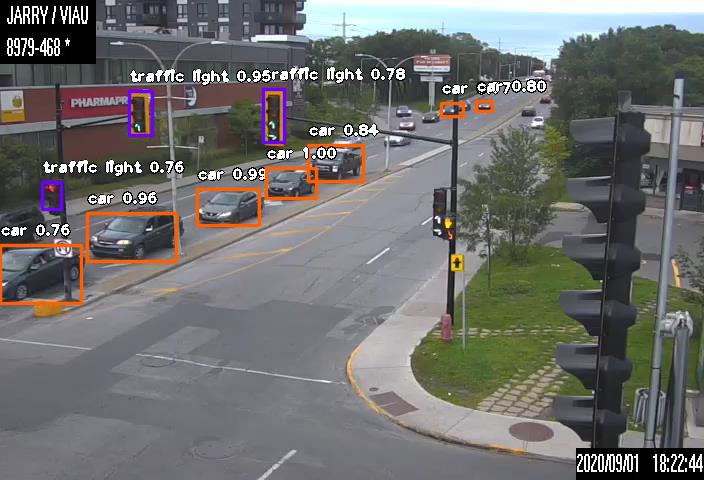 JARRY / VIAU
8979-468 *
traffic light 0.95
traffic light 0.78
car
car 0.80
car 0.84
car 1.00
traffic light 0.76
car 0.99
car 0.96
car 0.76
PHARMAPR
2020/09/01 18:22:44